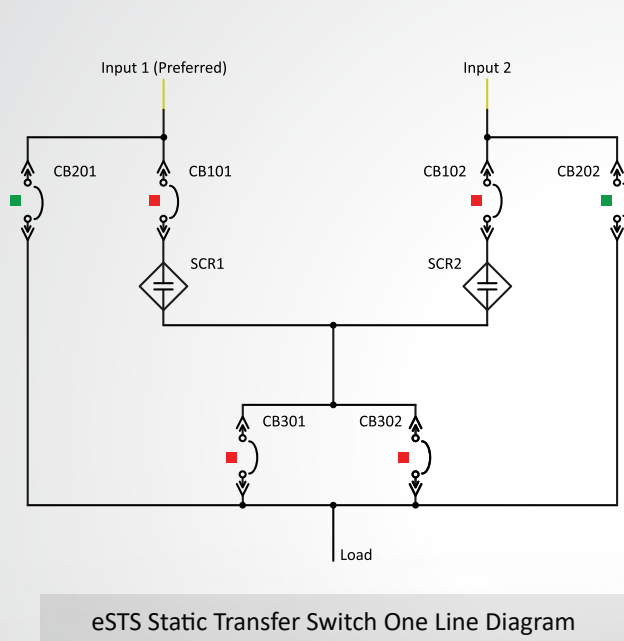 Input 1 (Preferred)
Input 2
CB201
CB101
CB102
CB202
SCR1
SCR2
CB301
CB302
Load
eSTS Static Transfer Switch One Line Diagram